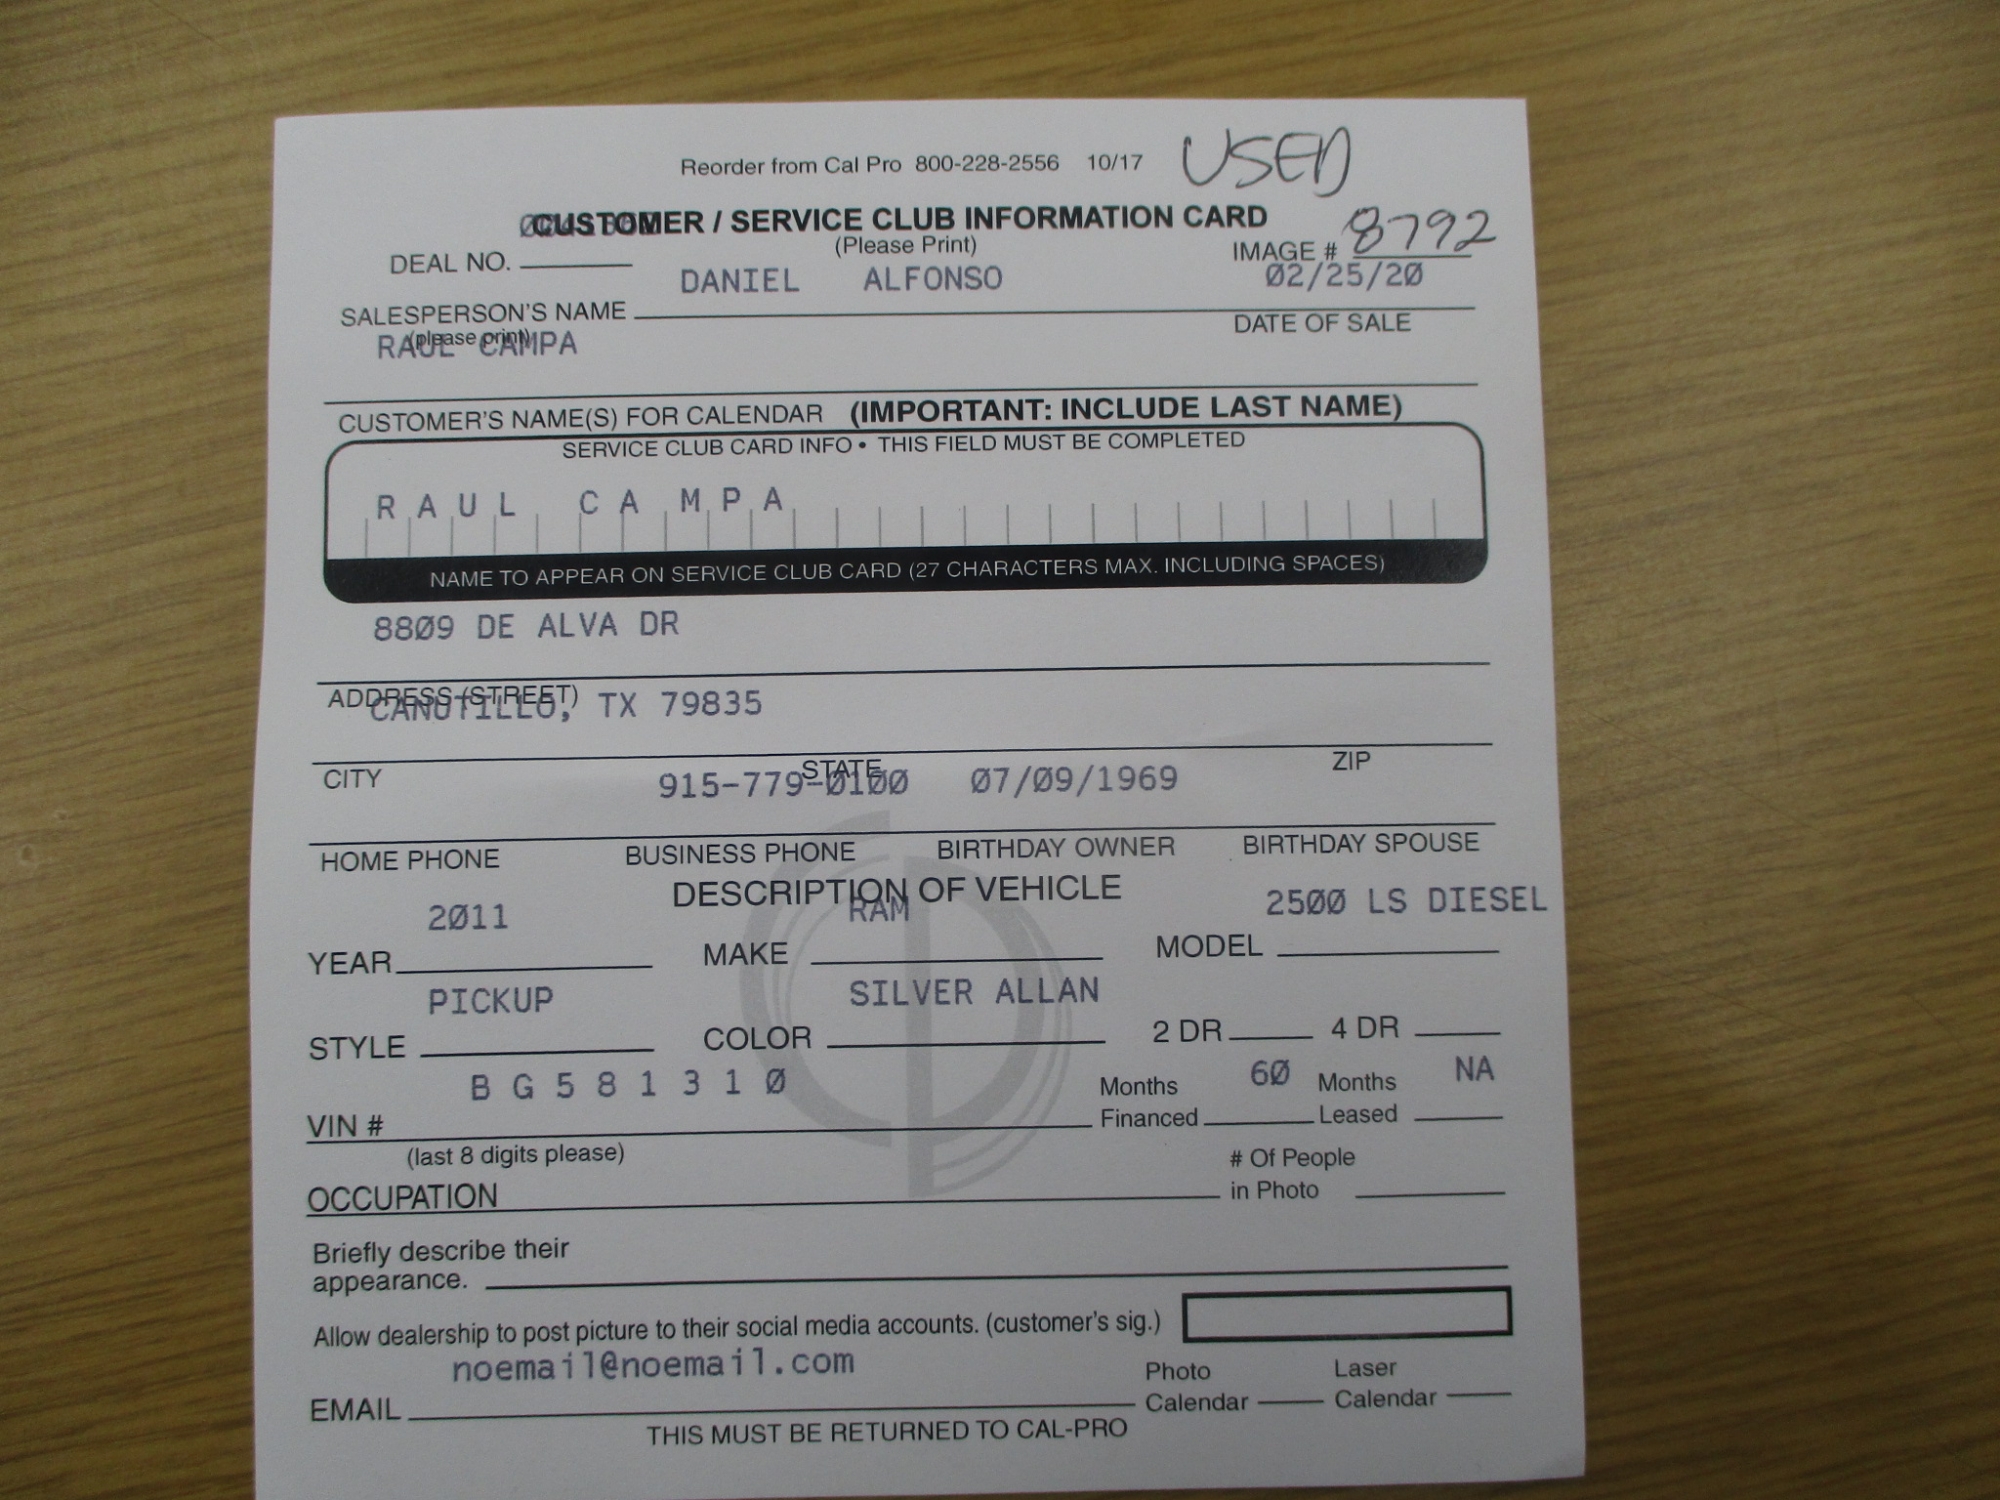 Reorder from Cal Pro 800-228-2556 10/17 USED
CUSTOMER / SERVICE CLUB INFORMATION CARD
(Please Print)
DEAL NO.
IMAGE # 8792
DANIEL ALFONSO 02/25/20
SALESPERSON'S NAME
(please print)
DATE OF SALE
RAUL CAMPA
CUSTOMER'S NAME(S) FOR CALENDAR (IMPORTANT: INCLUDE LAST NAME)
SERVICE CLUB CARD INFO • THIS FIELD MUST BE COMPLETED
RAUL CAMPA
NAME TO APPEAR ON SERVICE CLUB CARD (27 CHARACTERS MAX. INCLUDING SPACES)
8809 DE ALVA DR
ADDRESS (STREET)
CANUTILLO, TX 79835
CITY STATE ZIP
915-779-0100 07/09/1969
HOME PHONE BUSINESS PHONE BIRTHDAY OWNER BIRTHDAY SPOUSE
DESCRIPTION OF VEHICLE
2011 RAM 2500 LS DIESEL
YEAR MAKE MODEL
PICKUP SILVER ALLAN
STYLE COLOR 2 DR 4 DR
BG581310 Months 60 Months NA
VIN # Financed Leased
(last 8 digits please) # Of People
OCCUPATION in Photo
Briefly describe their
appearance.
Allow dealership to post picture to their social media accounts. (customer's sig.)
noemail@noemail.com Photo Laser
EMAIL Calendar Calendar
THIS MUST BE RETURNED TO CAL-PRO